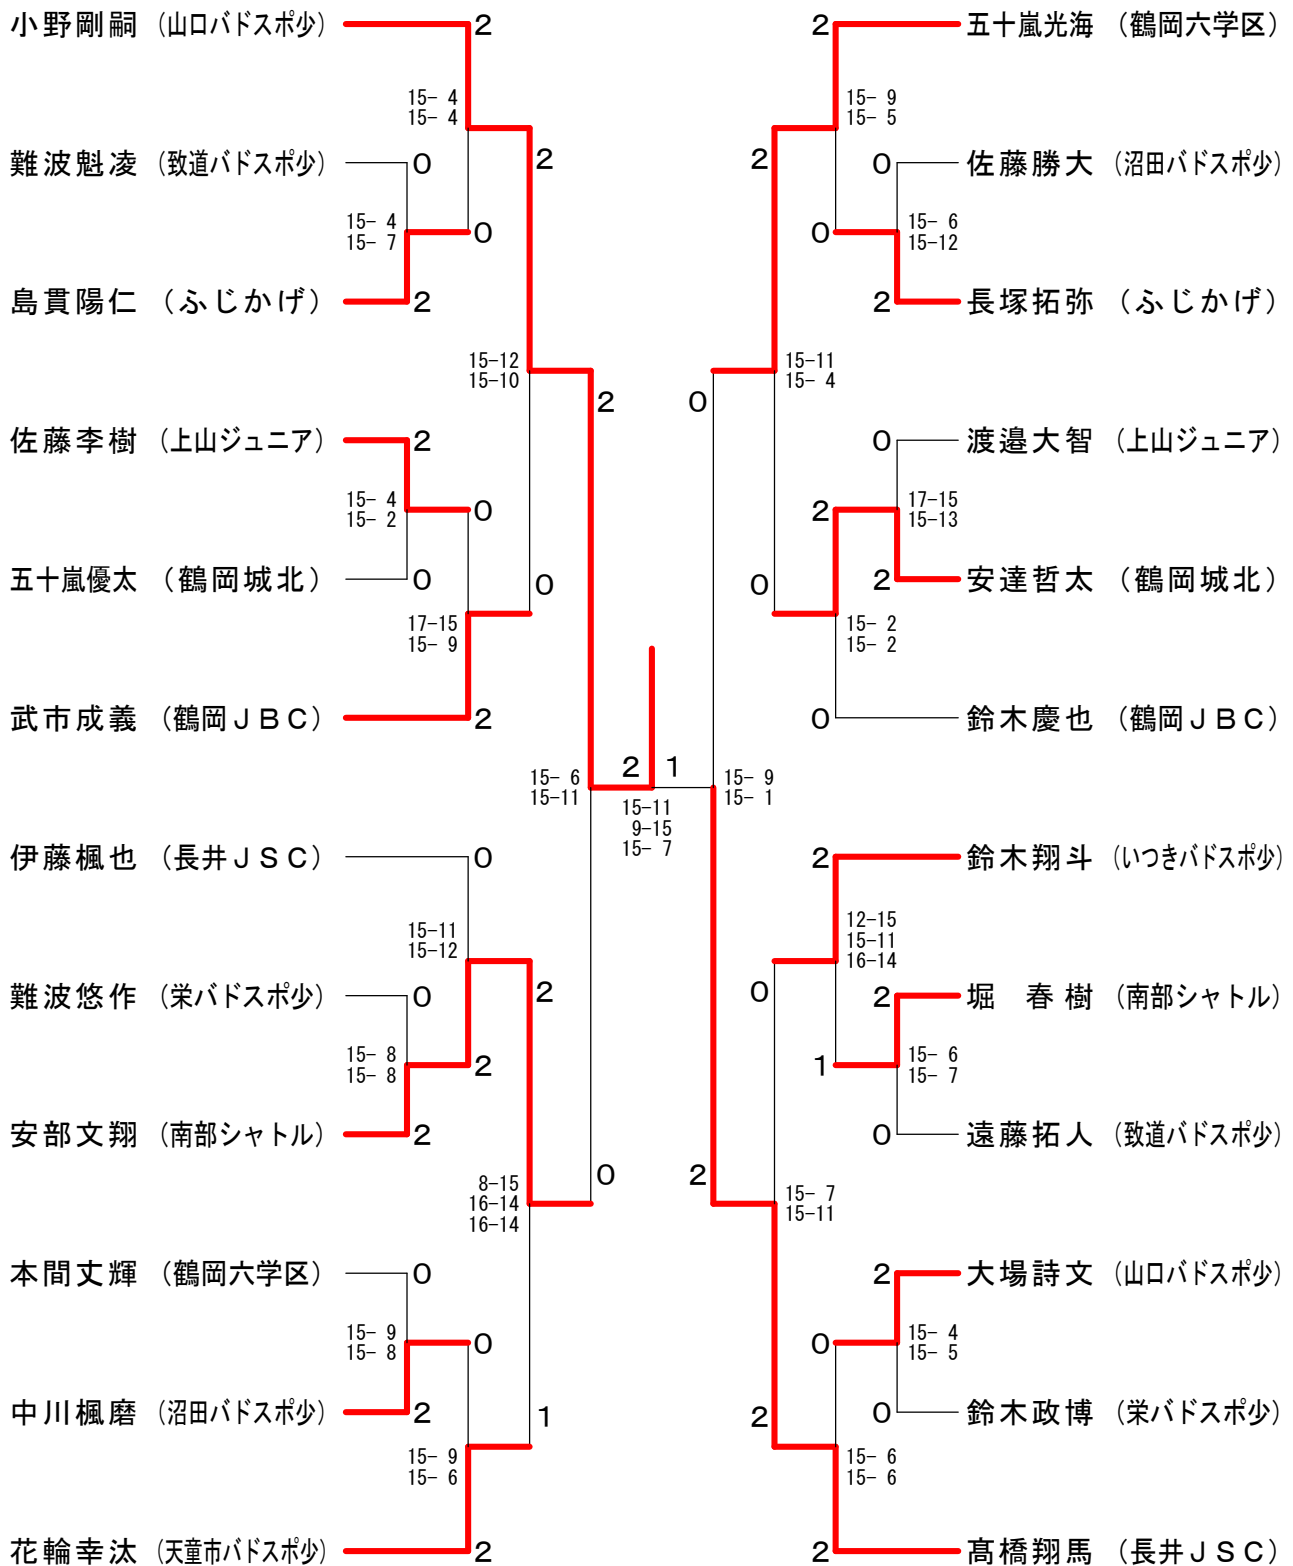 小野剛嗣 (山口バドスポ少) 2 2 五十嵐光海 (鶴岡六学区)
15- 4 15- 9
15- 4 15- 5
難波魁凌 (致道バドスポ少) 0 2 2 0 佐藤勝大 (沼田バドスポ少)
15- 4 15- 6
15- 7 0 0 15-12
島貫陽仁 (ふじかげ) 2 2 長塚拓弥 (ふじかげ)
15-12 15-11
15-10 15- 4
2 0
佐藤李樹 (上山ジュニア) 2 0 渡邉大智 (上山ジュニア)
15- 4 17-15
15- 2 0 2 15-13
五十嵐優太 (鶴岡城北) 0 0 0 2 安達哲太 (鶴岡城北)
17-15 15- 2
15- 9 15- 2
武市成義 (鶴岡JBC) 2 0 鈴木慶也 (鶴岡JBC)
2 1
15- 6 15- 9
15-11 15- 1
15-11
9-15
15- 7
伊藤楓也 (長井JSC) 0 2 鈴木翔斗 (いつきバドスポ少)
15-11 12-15
15-12 15-11
16-14
難波悠作 (栄バドスポ少) 0 2 0 2 堀 春樹 (南部シャトル)
15- 8 15- 6
15- 8 2 1 15- 7
安部文翔 (南部シャトル) 2 0 遠藤拓人 (致道バドスポ少)
0 2
8-15 15- 7
16-14 15-11
16-14
本間丈輝 (鶴岡六学区) 0 2 大場詩文 (山口バドスポ少)
15- 9 15- 4
15- 8 0 0 15- 5
中川楓磨 (沼田バドスポ少) 2 1 2 0 鈴木政博 (栄バドスポ少)
15- 9 15- 6
15- 6 15- 6
花輪幸汰 (天童市バドスポ少) 2 2 髙橋翔馬 (長井JSC)